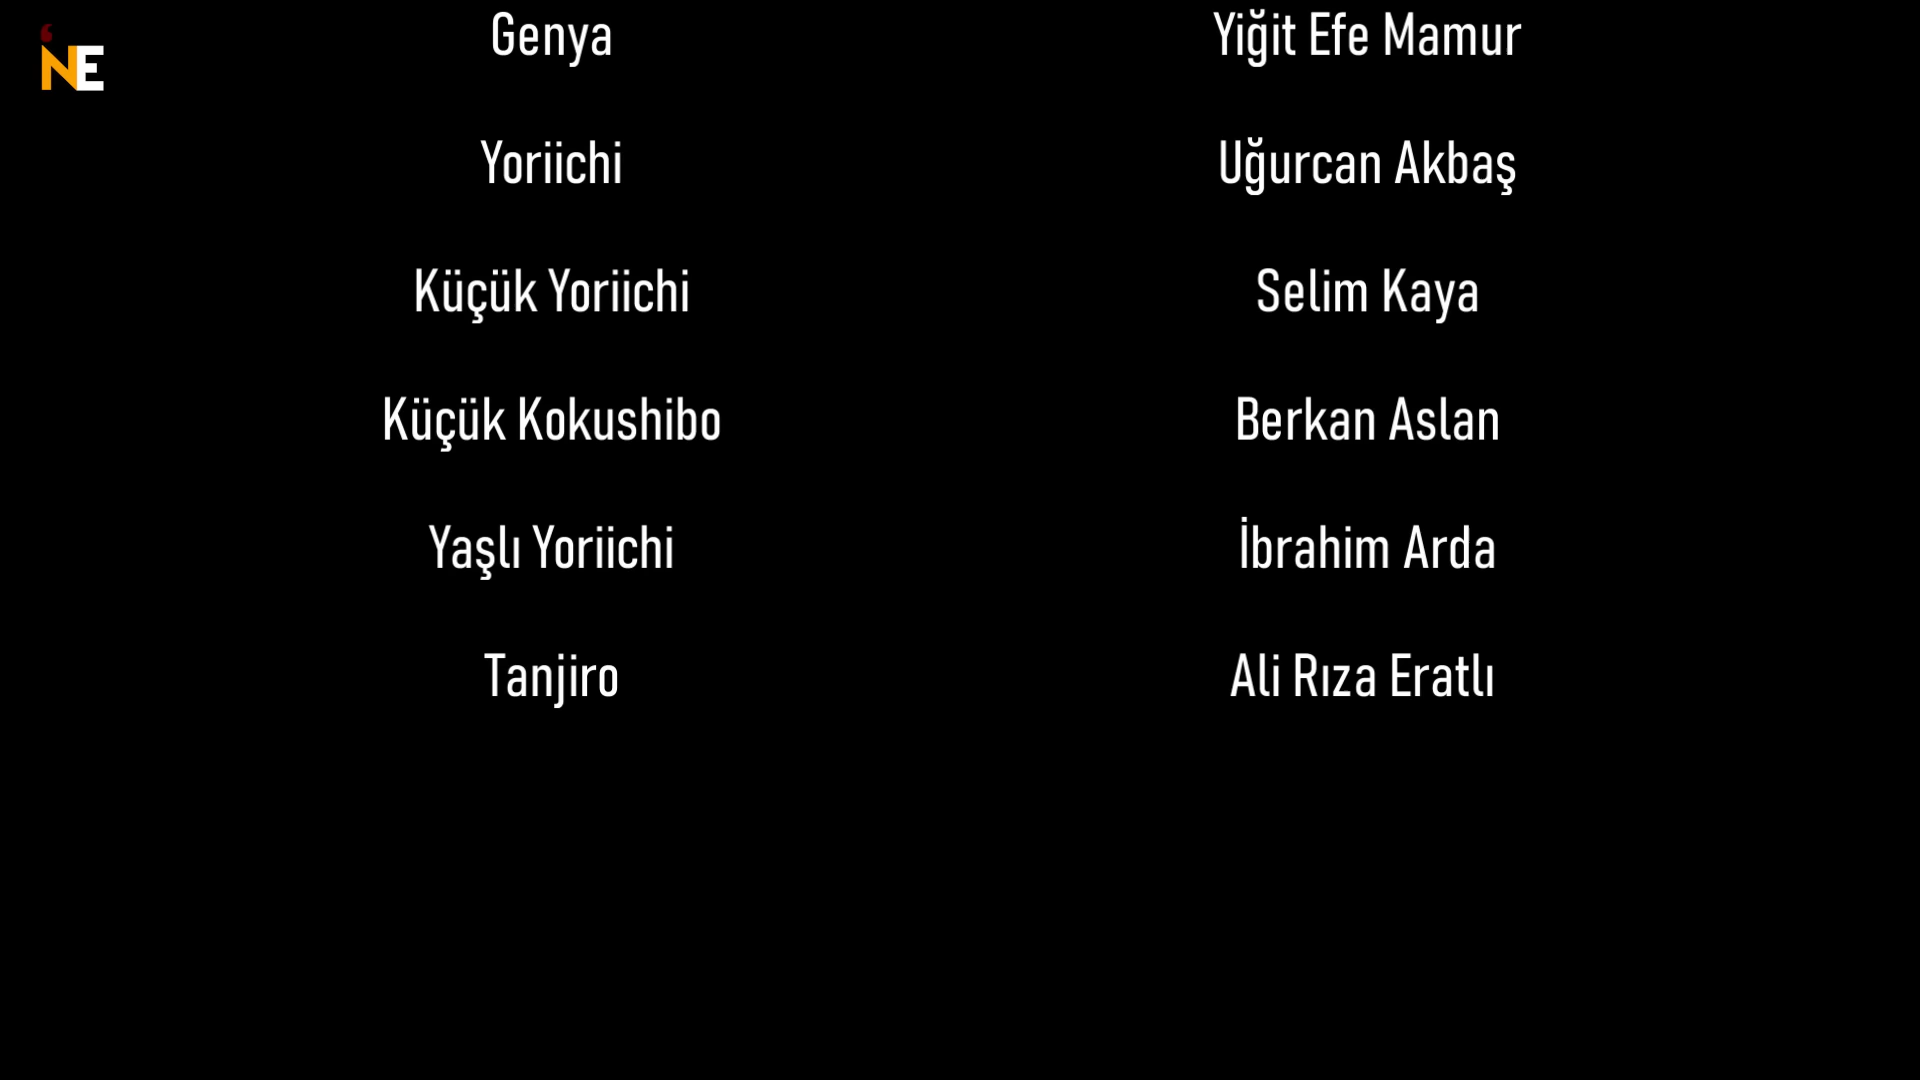 'NE
Genya Yiğit Efe Mamur
Yoriichi Uğurcan Akbaş
Küçük Yoriichi Selim Kaya
Küçük Kokushibo Berkan Aslan
Yaşlı Yoriichi İbrahim Arda
Tanjiro Ali Rıza Eratlı